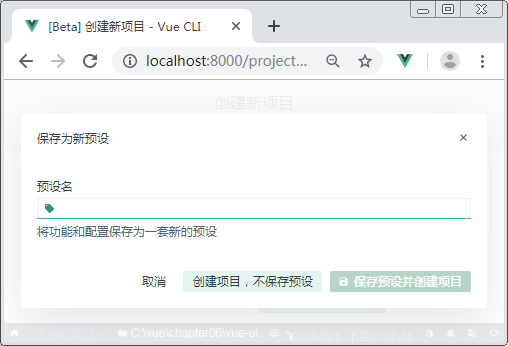 [Beta] 创建新项目 - Vue CLI
localhost:8000/project...
创建新项目
保存为新预设
预设名
将功能和配置保存为一套新的预设
取消
创建项目，不保存预设
保存预设并创建项目
C:\vue\chapter06\vue-ui